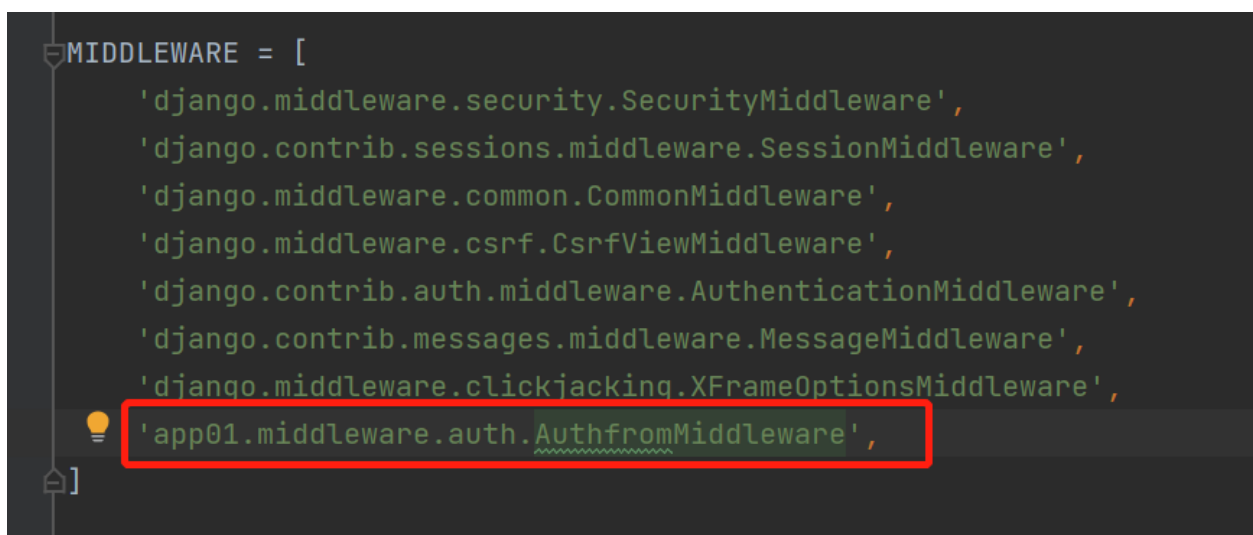 MIDDLEWARE = [
'django.middleware.security.SecurityMiddleware',
'django.contrib.sessions.middleware.SessionMiddleware',
'django.middleware.common.CommonMiddleware',
'django.middleware.csrf.CsrfViewMiddleware',
'django.contrib.auth.middleware.AuthenticationMiddleware',
'django.contrib.messages.middleware.MessageMiddleware',
'django.middleware.clickjacking.XFrameOptionsMiddleware',
'app01.middleware.auth.AuthfromMiddleware',
]